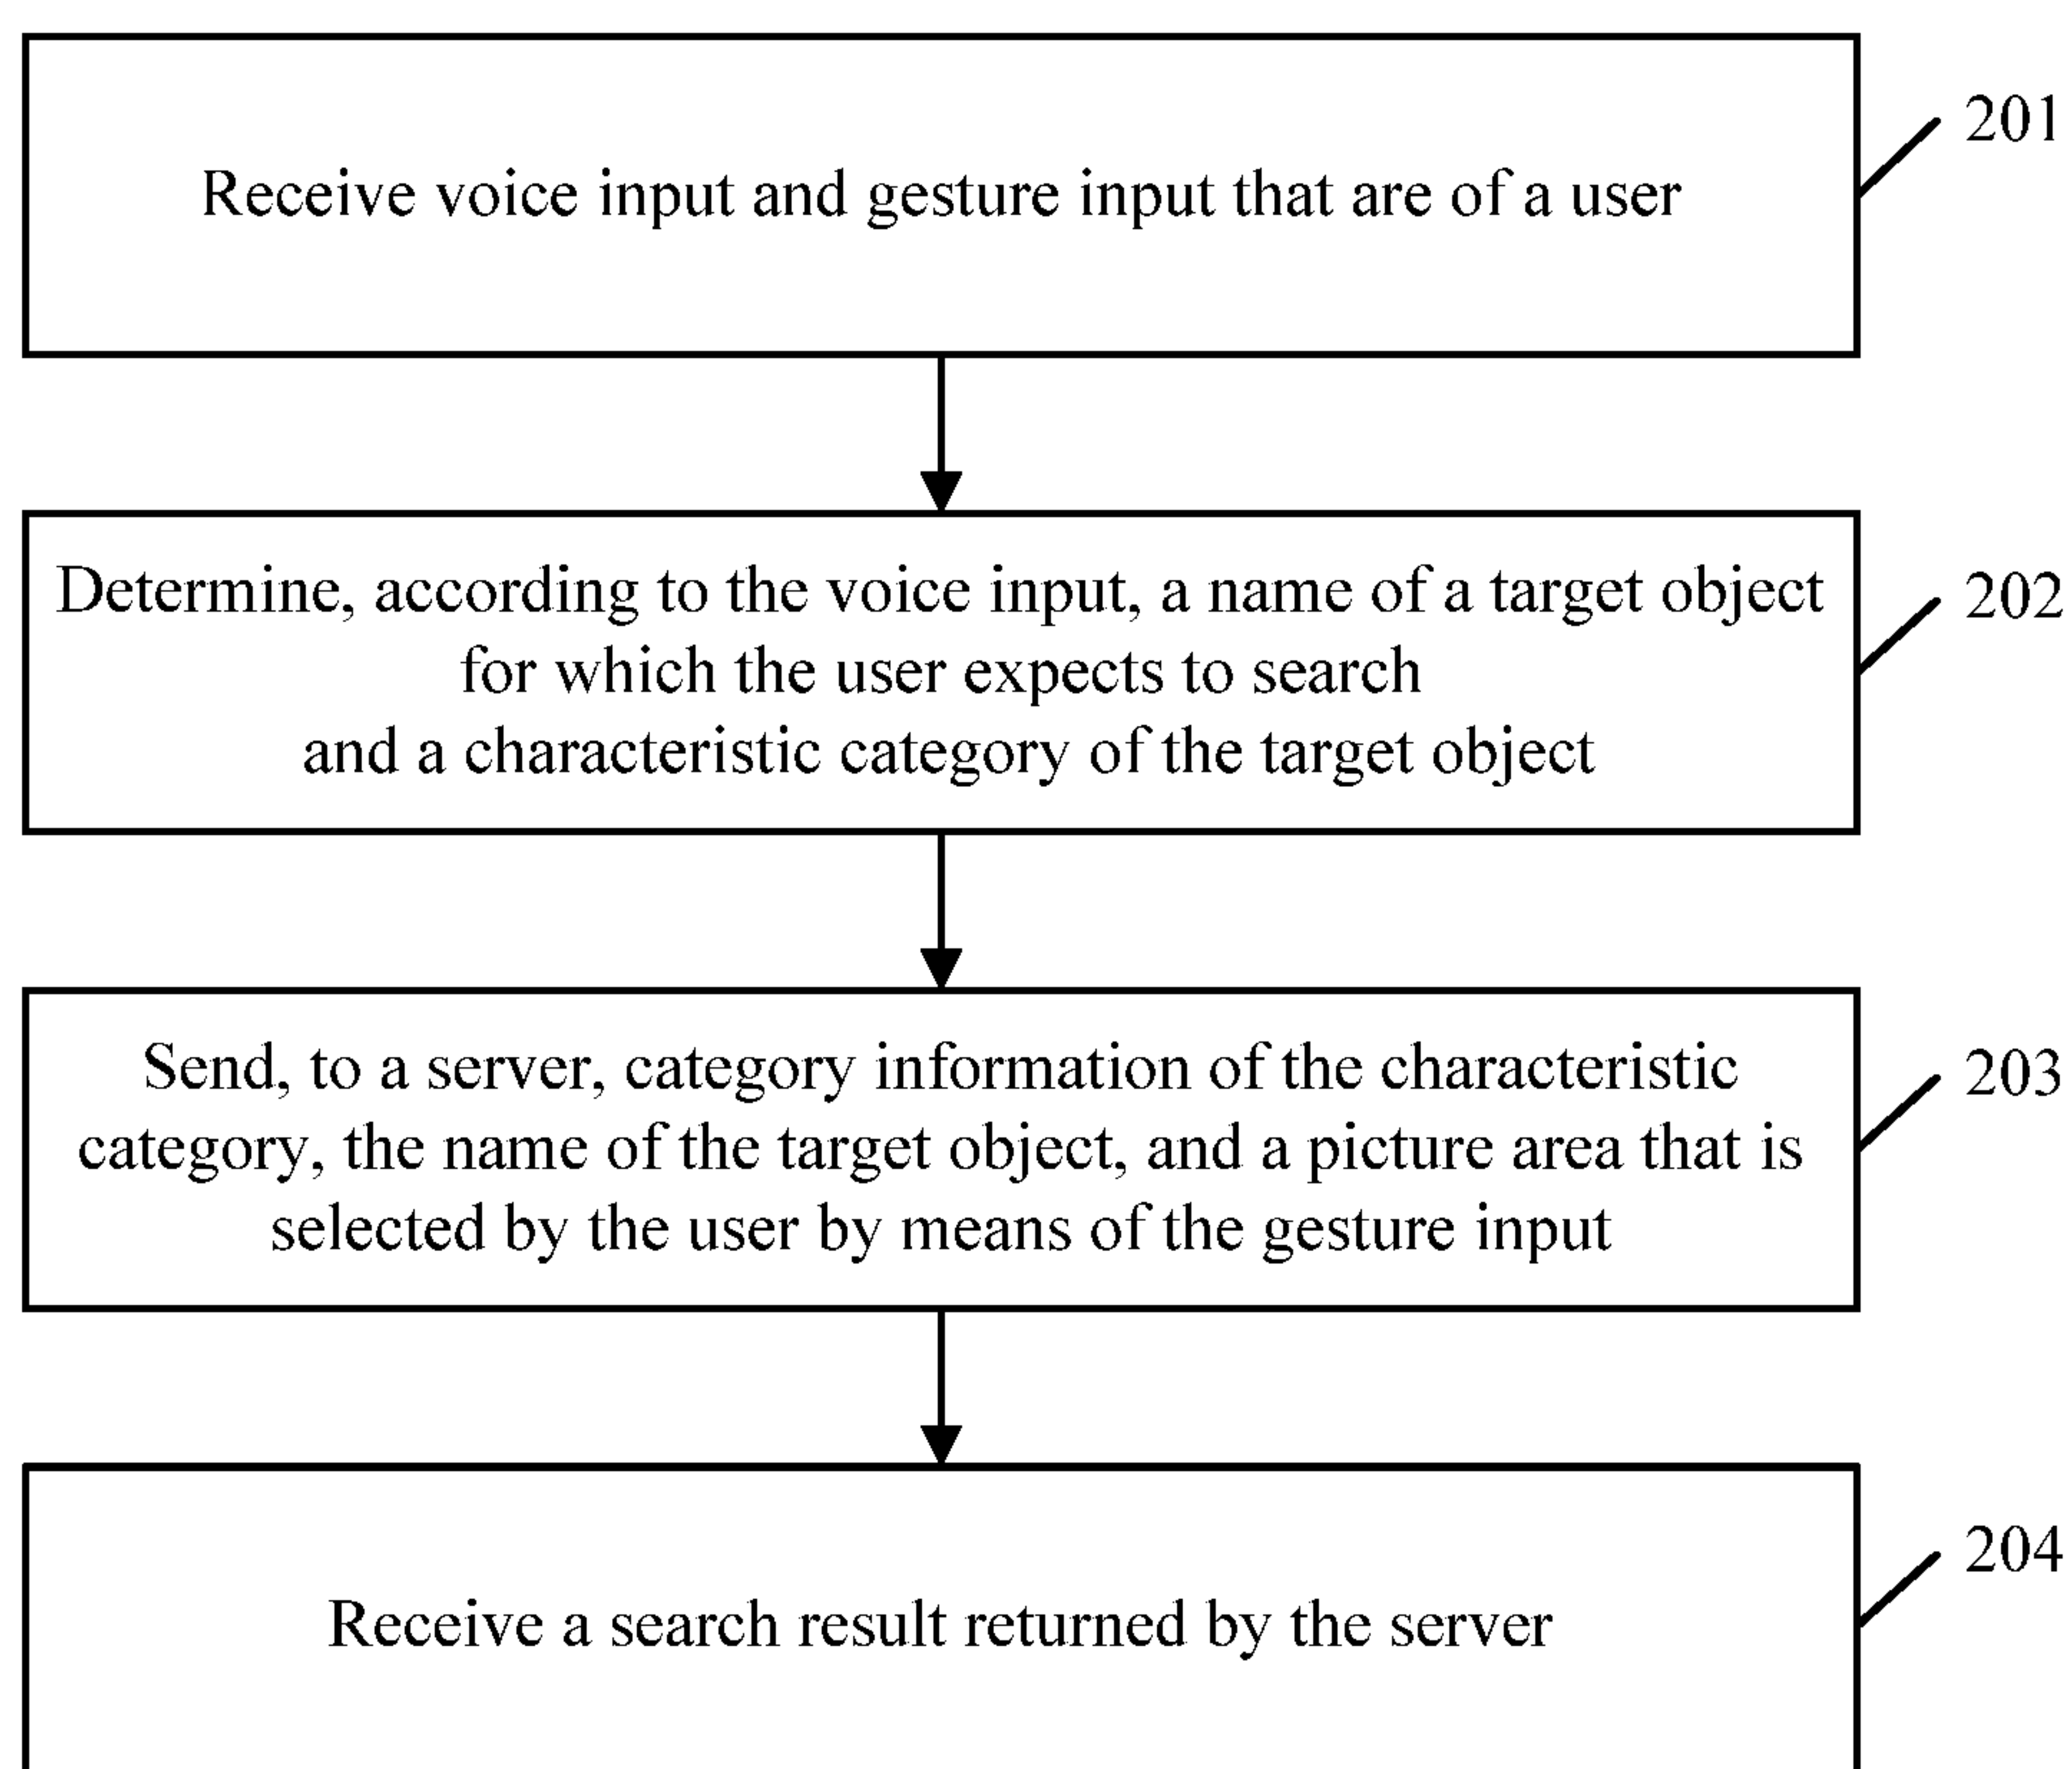 201
Receive voice input and gesture input that are of a user
202
Determine, according to the voice input, a name of a target object
for which the user expects to search
and a characteristic category of the target object
203
Send, to a server, category information of the characteristic
category, the name of the target object, and a picture area that is
selected by the user by means of the gesture input
204
Receive a search result returned by the server